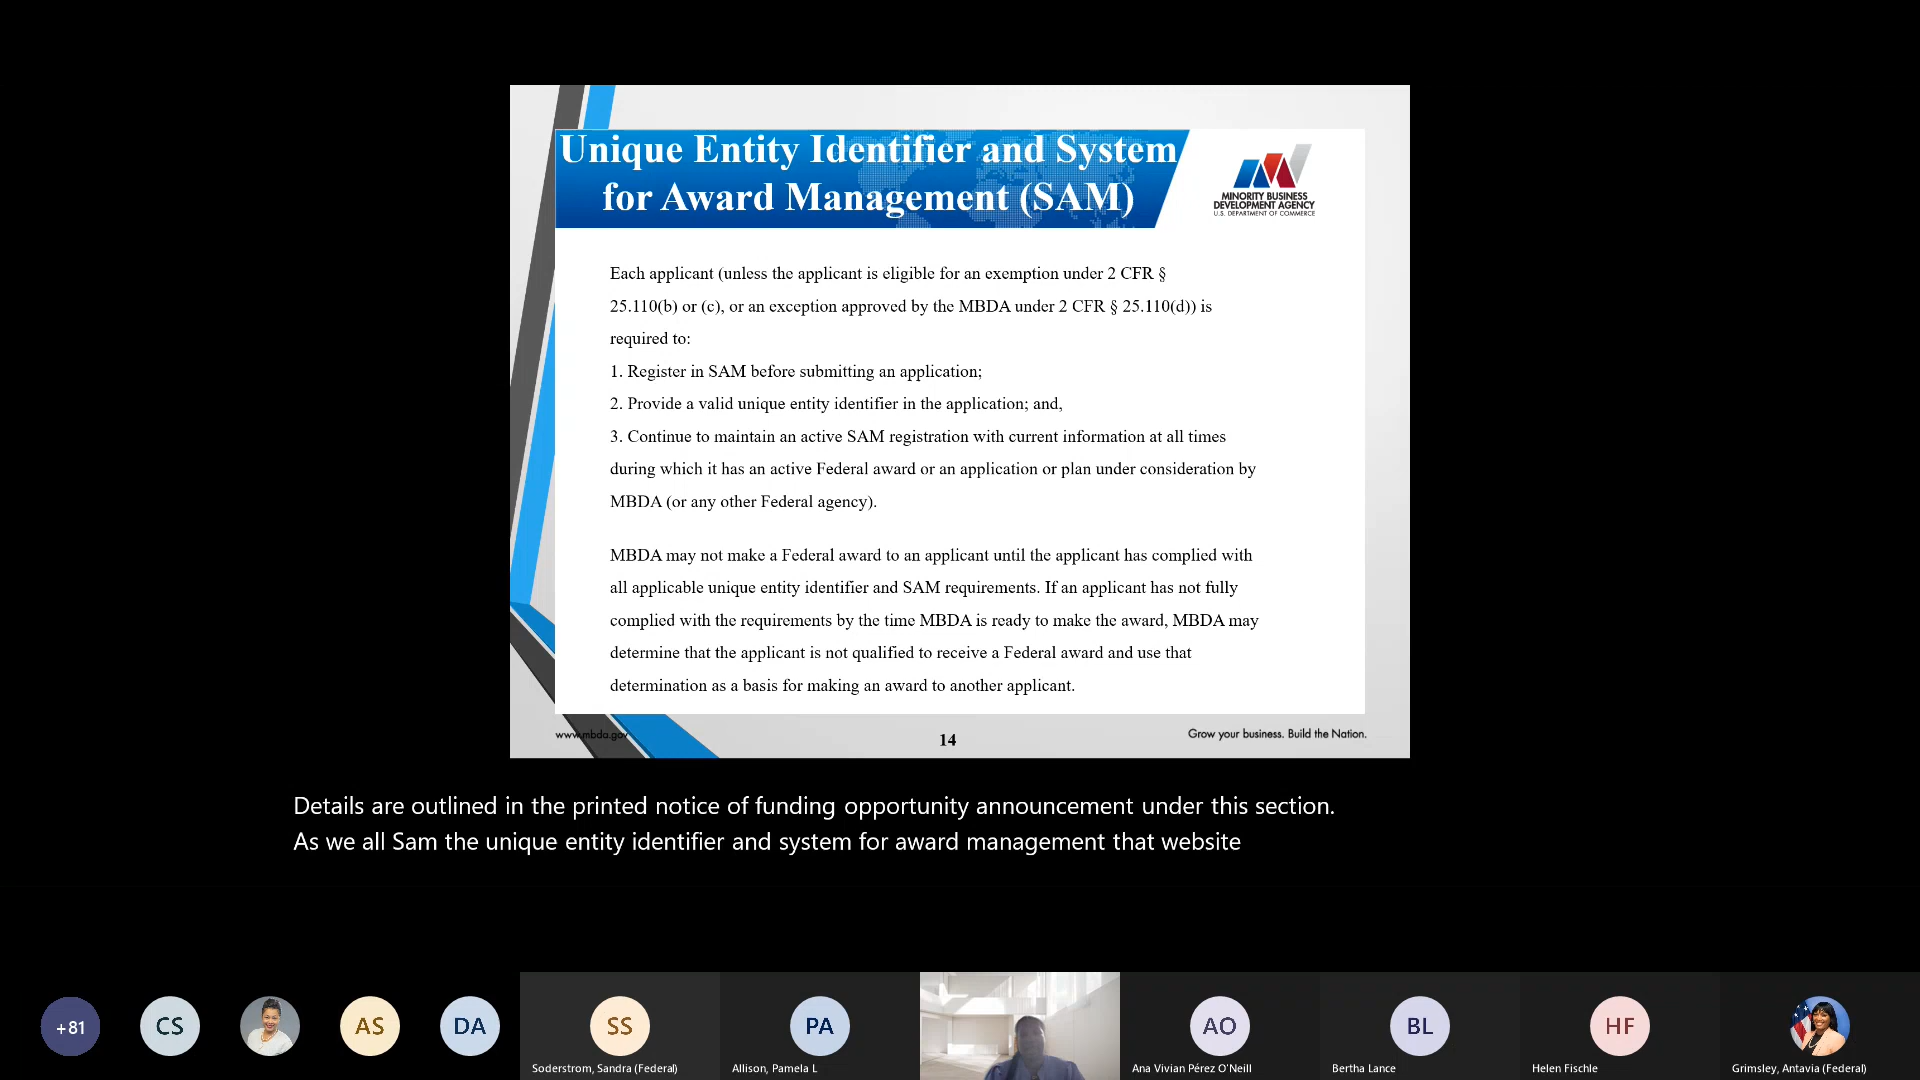 Unique Entity Identifier and System
for Award Management (SAM)
MINORITY BUSINESS
DEVELOPMENT AGENCY
U.S. DEPARTMENT OF COMMERCE
Each applicant (unless the applicant is eligible for an exemption under 2 CFR §
25.110(b) or (c), or an exception approved by the MBDA under 2 CFR § 25.110(d)) is
required to:
1. Register in SAM before submitting an application;
2. Provide a valid unique entity identifier in the application; and,
3. Continue to maintain an active SAM registration with current information at all times
during which it has an active Federal award or an application or plan under consideration by
MBDA (or any other Federal agency).
MBDA may not make a Federal award to an applicant until the applicant has complied with
all applicable unique entity identifier and SAM requirements. If an applicant has not fully
complied with the requirements by the time MBDA is ready to make the award, MBDA may
determine that the applicant is not qualified to receive a Federal award and use that
determination as a basis for making an award to another applicant.
www.mbda.gov
14
Grow your business. Build the Nation.
Details are outlined in the printed notice of funding opportunity announcement under this section.
As we all Sam the unique entity identifier and system for award management that website
+81
CS
AS
DA
SS
PA
AO
BL
HF
Soderstrom, Sandra (Federal)
Allison, Pamela L
Ana Vivian Pérez O'Neill
Bertha Lance
Helen Fischle
Grimsley, Antavia (Federal)